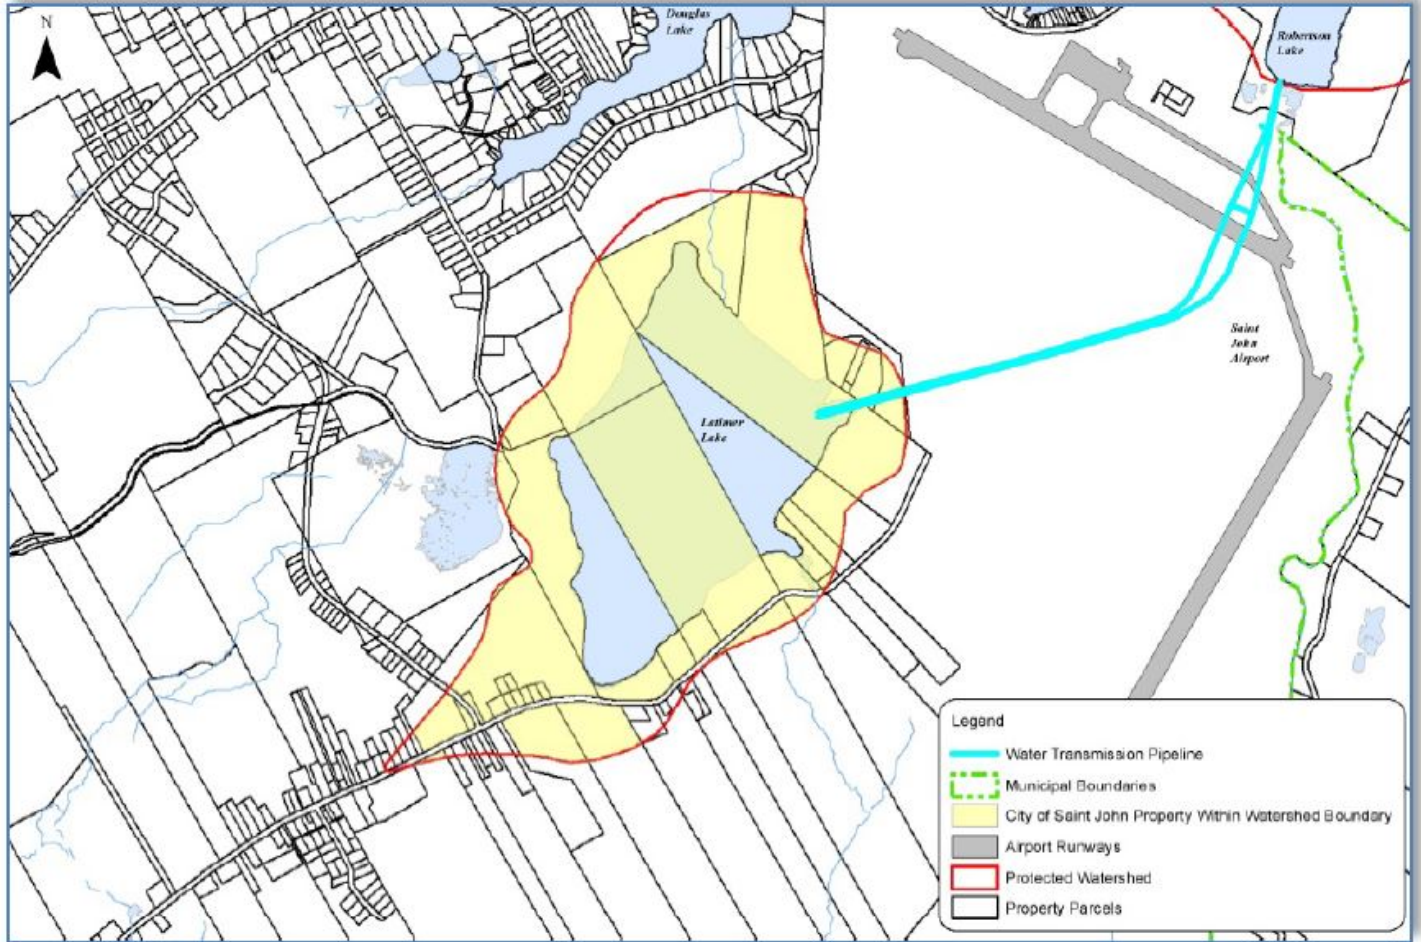 N
Douglas
Lake
Robertson
Lake
Saint
John
Airport
Latimer
Lake
Legend
Water Transmission Pipeline
Municipal Boundaries
City of Saint John Property Within Watershed Boundary
Airport Runways
Protected Watershed
Property Parcels